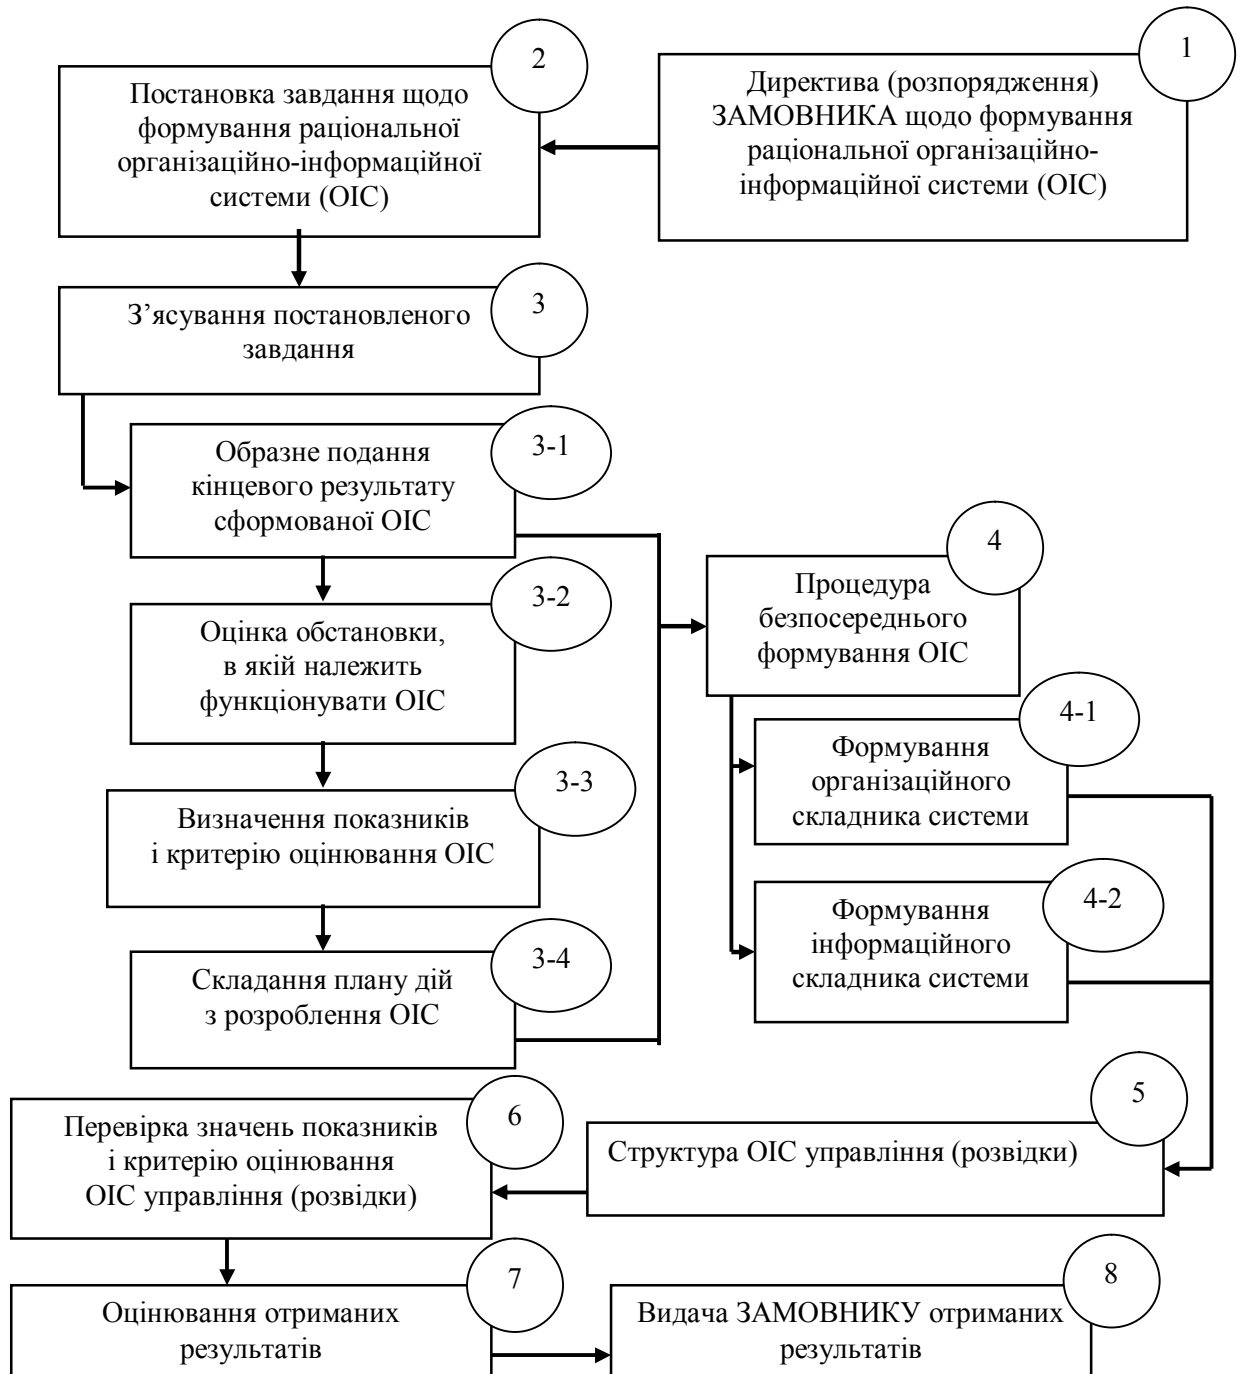 1
Директива (розпорядження)
ЗАМОВНИКА щодо формування
раціональної організаційно-
інформаційної системи (ОІС)
2
Постановка завдання щодо
формування раціональної
організаційно-інформаційної
системи (ОІС)
3
З’ясування постановленого
завдання
3-1
Образне подання
кінцевого результату
сформованої ОІС
3-2
Оцінка обстановки,
в якій належить
функціонувати ОІС
3-3
Визначення показників
і критерію оцінювання ОІС
3-4
Складання плану дій
з розроблення ОІС
4
Процедура
безпосереднього
формування ОІС
4-1
Формування
організаційного
складника системи
4-2
Формування
інформаційного
складника системи
5
Структура ОІС управління (розвідки)
6
Перевірка значень показників
і критерію оцінювання
ОІС управління (розвідки)
7
Оцінювання отриманих
результатів
8
Видача ЗАМОВНИКУ отриманих
результатів